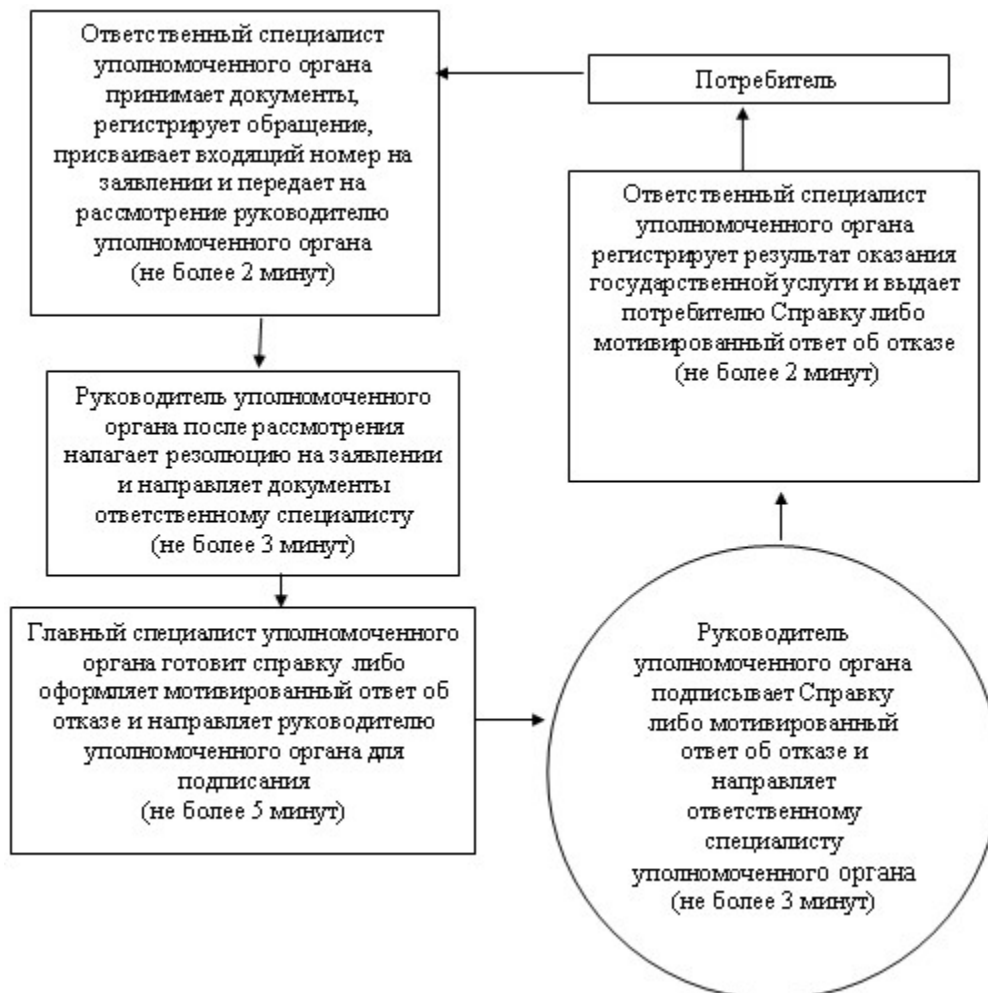 Ответственный специалист
уполномоченного органа
принимает документы,
регистрирует обращение,
присваивает входящий номер на
заявлении и передает на
рассмотрение руководителю
уполномоченного органа
(не более 2 минут)
Потребитель
Ответственный специалист
уполномоченного органа
регистрирует результат оказания
государственной услуги и выдает
потребителю Справку либо
мотивированный ответ об отказе
(не более 2 минут)
Руководитель уполномоченного
органа после рассмотрения
налагает резолюцию на заявлении
и направляет документы
ответственному специалисту
(не более 3 минут)
Главный специалист уполномоченного
органа готовит справку либо
оформляет мотивированный ответ об
отказе и направляет руководителю
уполномоченного органа для
подписания
(не более 5 минут)
Руководитель
уполномоченного органа
подписывает Справку
либо мотивированный
ответ об отказе и
направляет
ответственному
специалисту
уполномоченного органа
(не более 3 минут)